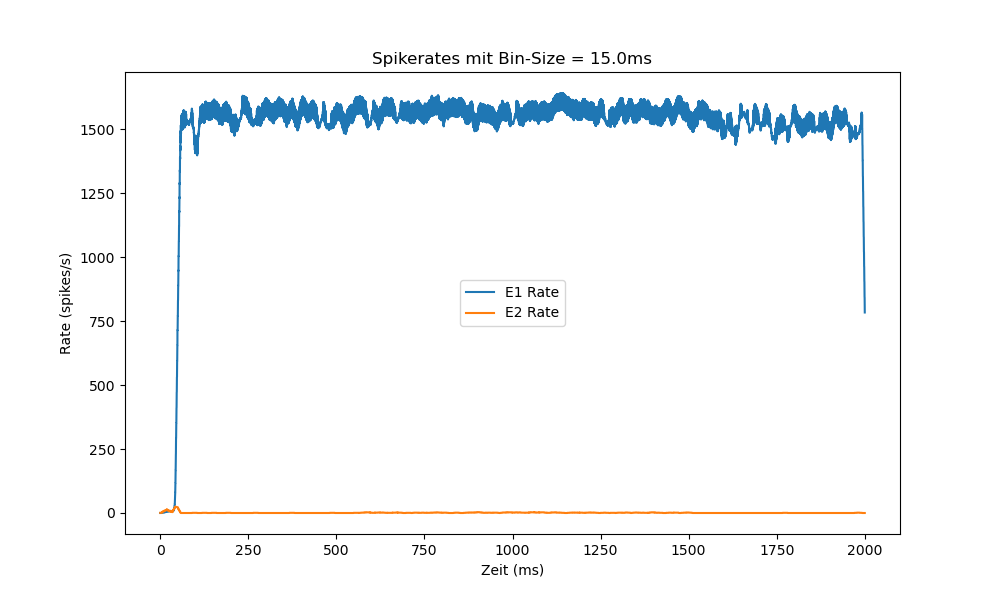 Spikerates mit Bin-Size = 15.0ms
Rate (spikes/s)
1500
1250
1000
750
500
250
0
E1 Rate
E2 Rate
0 250 500 750 1000 1250 1500 1750 2000
Zeit (ms)